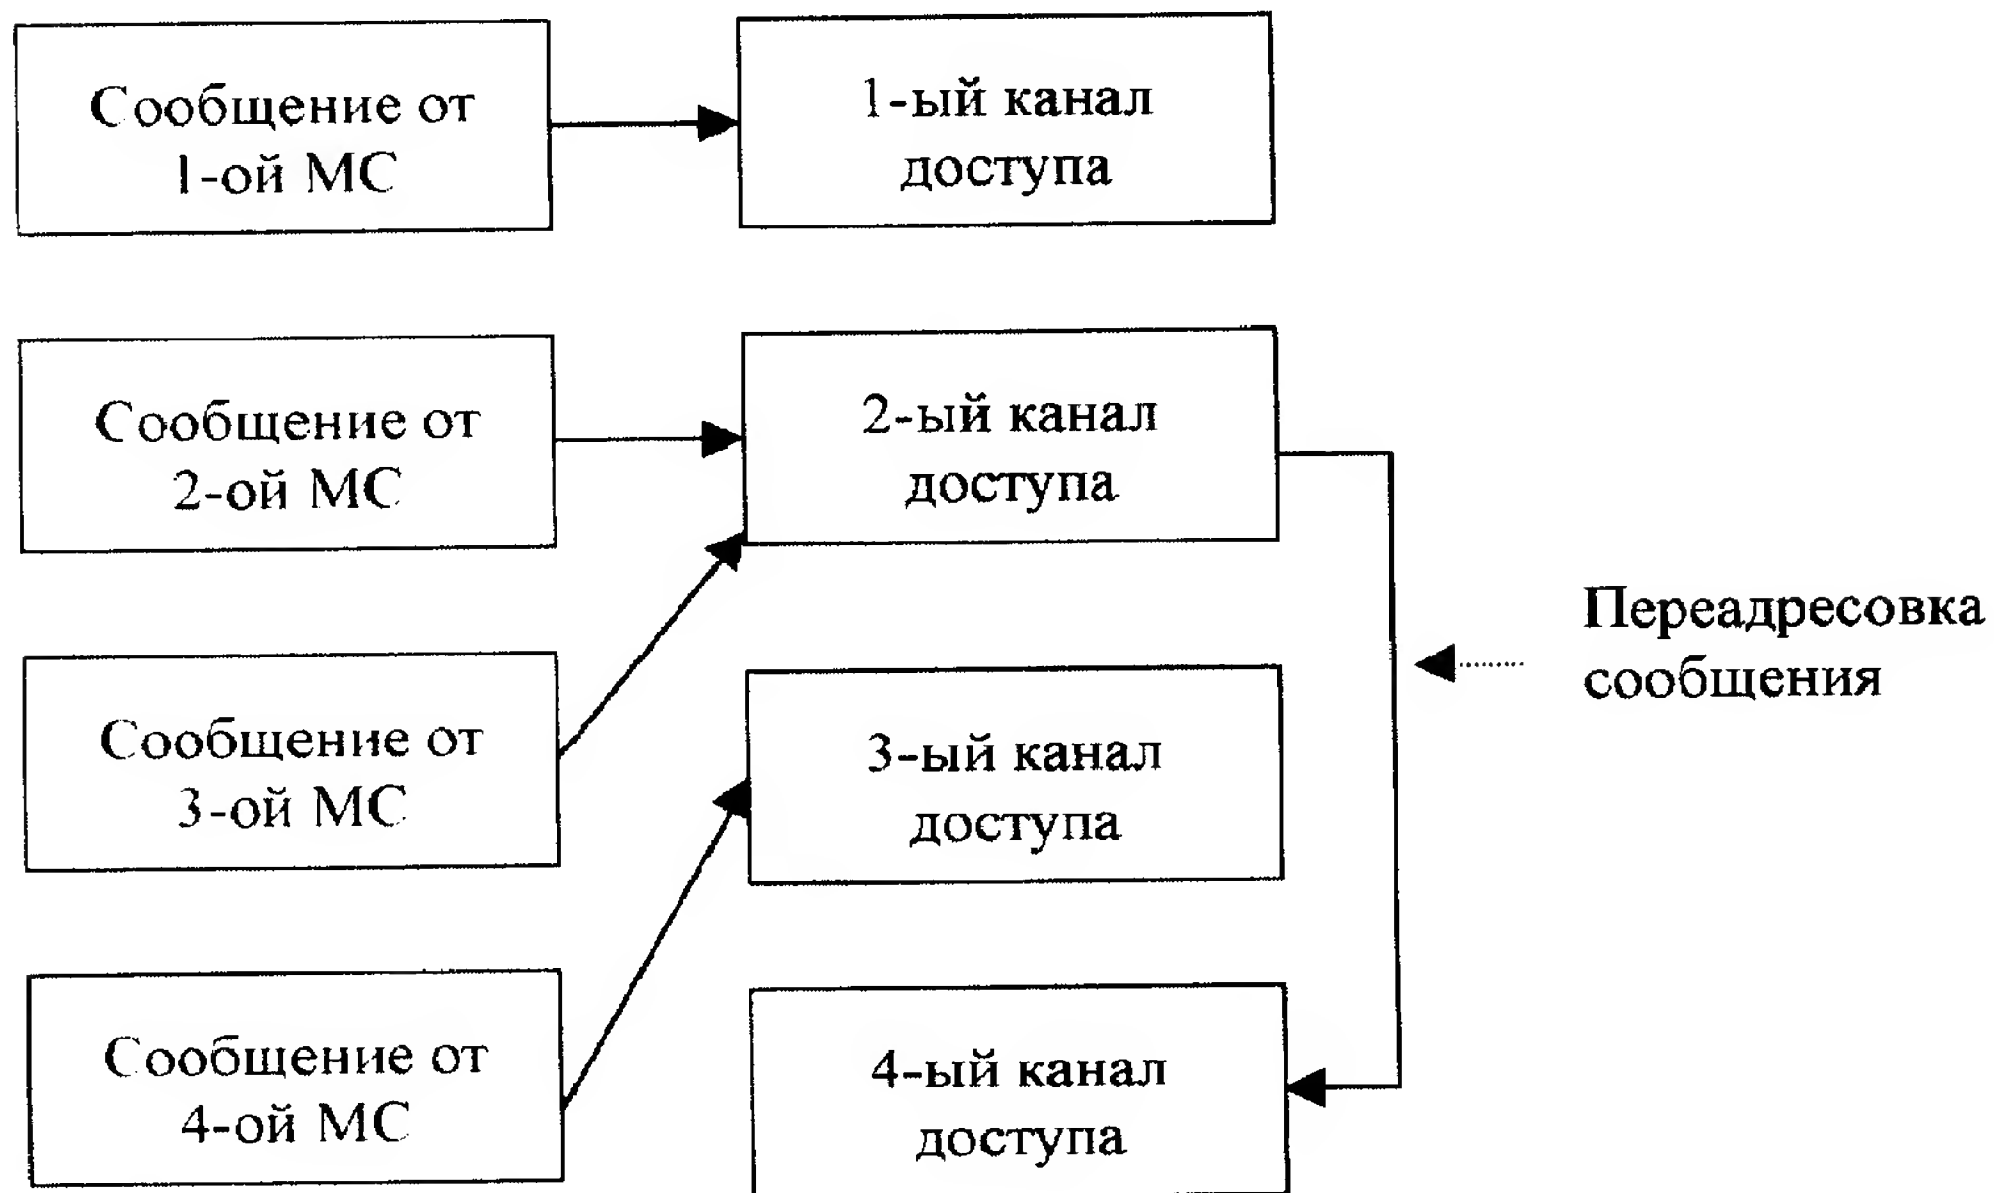 Сообщение от
1-ой МС
1-ый канал
доступа
Сообщение от
2-ой МС
2-ый канал
доступа
Переадресовка
сообщения
Сообщение от
3-ой МС
3-ый канал
доступа
Сообщение от
4-ой МС
4-ый канал
доступа